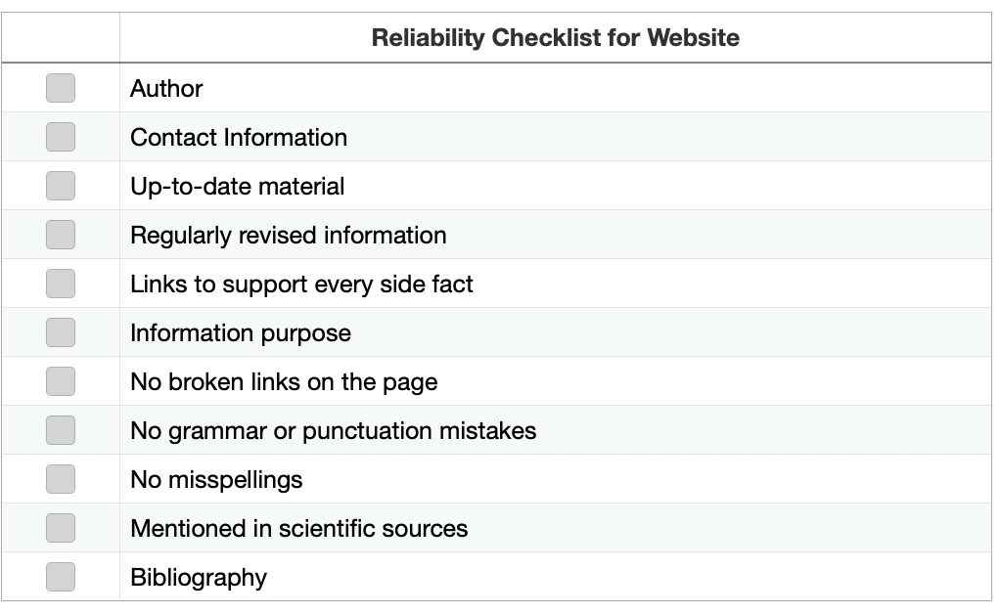 Reliability Checklist for Website
Author
Contact Information
Up-to-date material
Regularly revised information
Links to support every side fact
Information purpose
No broken links on the page
No grammar or punctuation mistakes
No misspellings
Mentioned in scientific sources
Bibliography